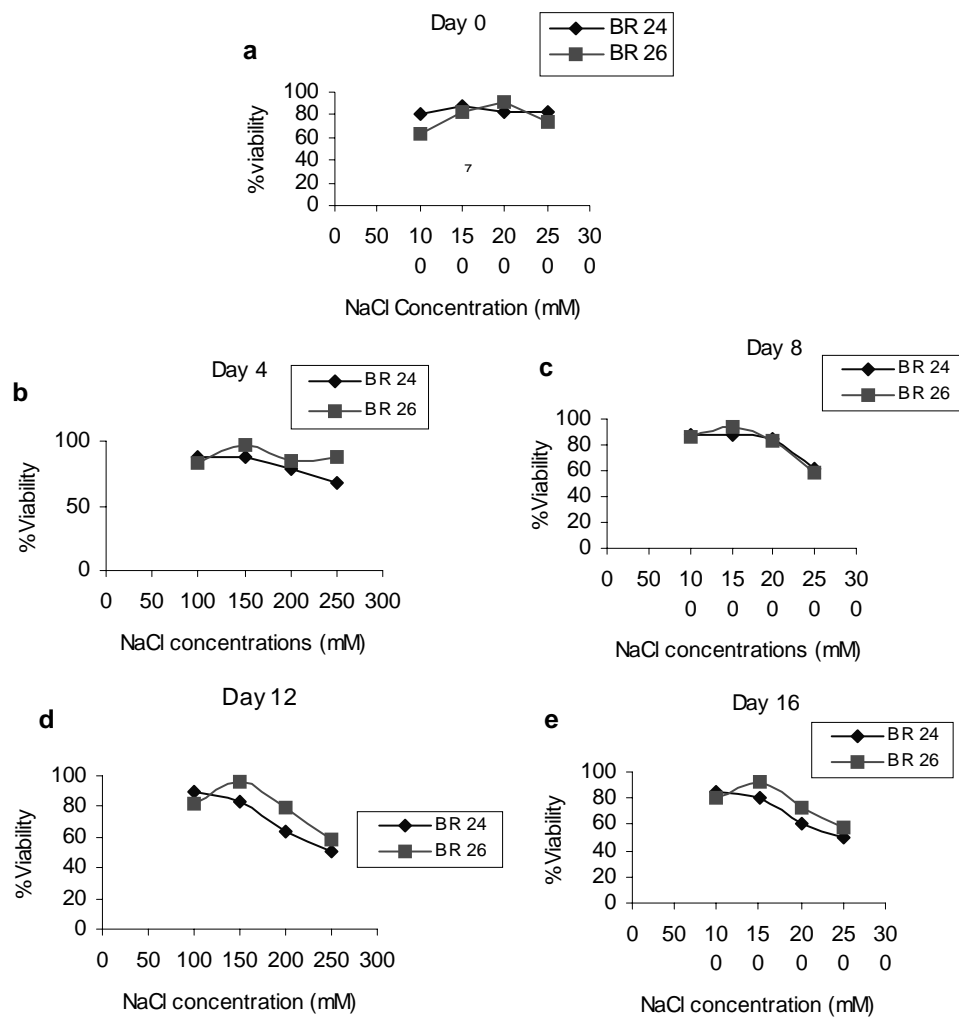 a
Day 0
BR 24
BR 26
100
80
60
40
20
0
%viability
7
0 50 10 15 20 25 30
0 0 0 0 0
NaCl Concentration (mM)
b
Day 4
BR 24
BR 26
100
50
0
%Viability
0 50 100 150 200 250 300
NaCl concentrations (mM)
c
Day 8
BR 24
BR 26
100
80
60
40
20
0
%Viability
0 50 10 15 20 25 30
0 0 0 0 0
NaCl concentrations (mM)
d
Day 12
100
80
60
40
20
0
%Viability
BR 24
BR 26
0 50 100 150 200 250 300
NaCl concentration (mM)
e
Day 16
BR 24
BR 26
100
80
60
40
20
0
%Viability
0 50 10 15 20 25 30
0 0 0 0 0
NaCl concentration (mM)